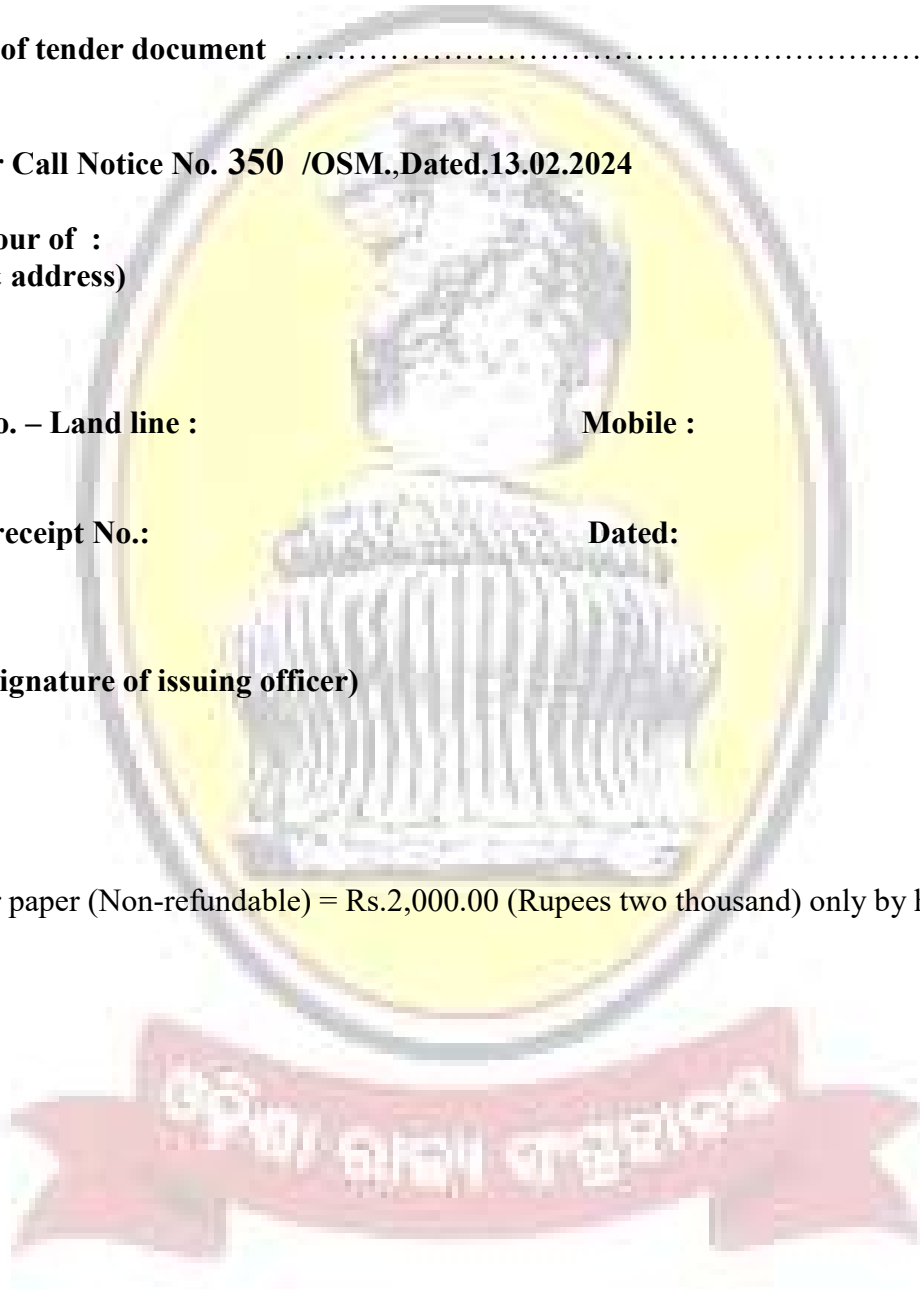 of tender document ………………………………………………………
r Call Notice No. 350 /OSM.,Dated.13.02.2024
our of :
address)
o. – Land line : Mobile :
receipt No.: Dated:
ignature of issuing officer)
r paper (Non-refundable) = Rs.2,000.00 (Rupees two thousand) only by